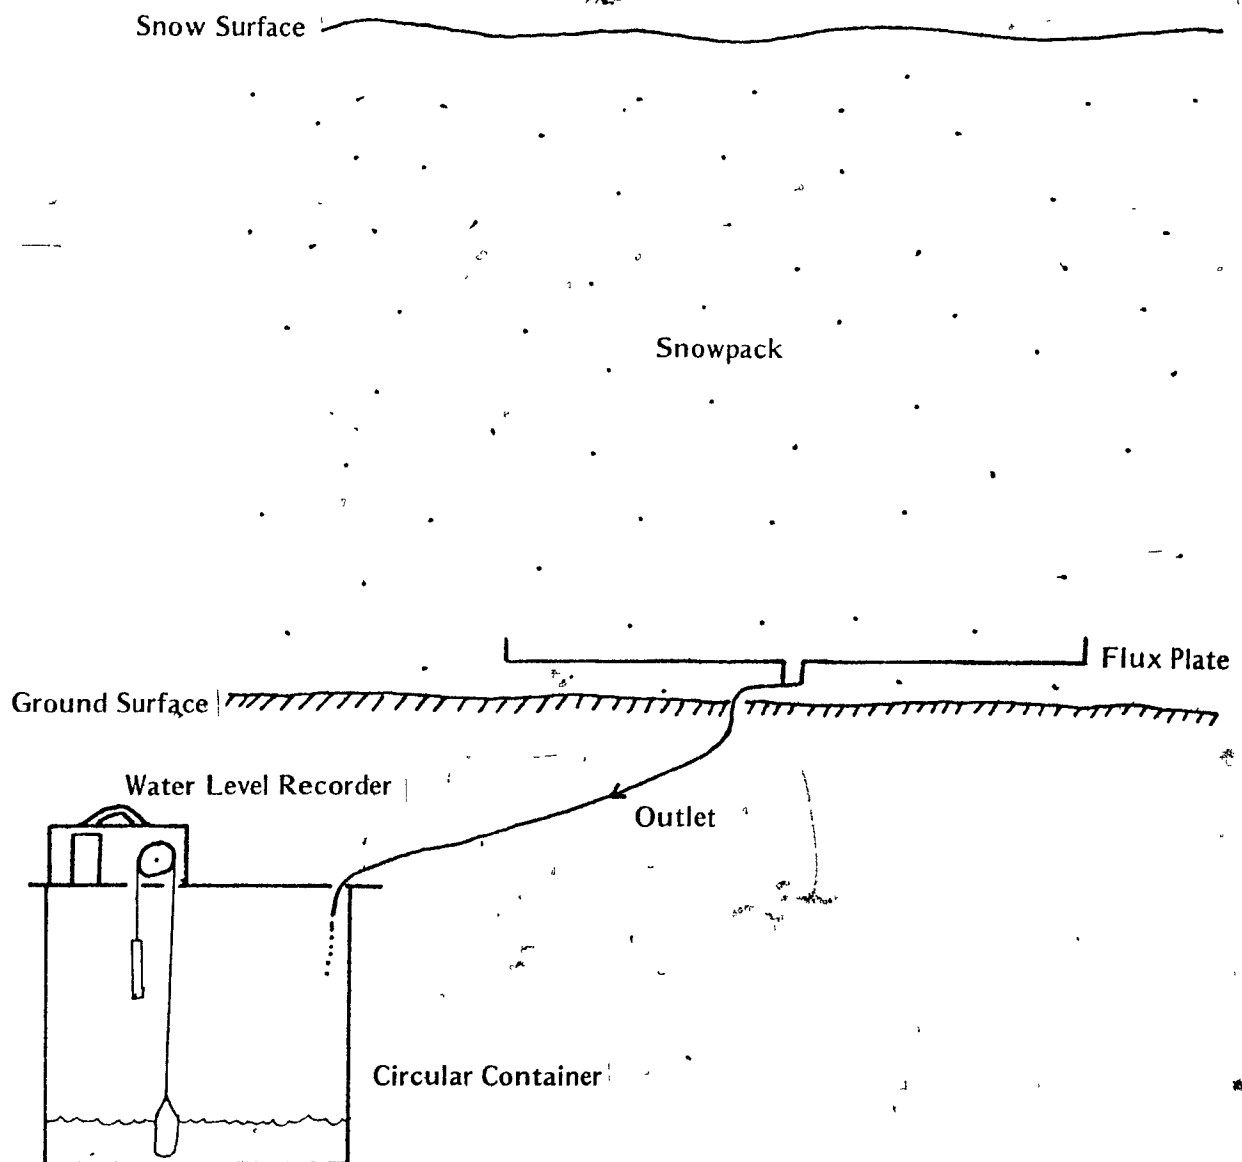 Snow Surface
Snowpack
Flux Plate
Ground Surface
Water Level Recorder
Outlet
Circular Container